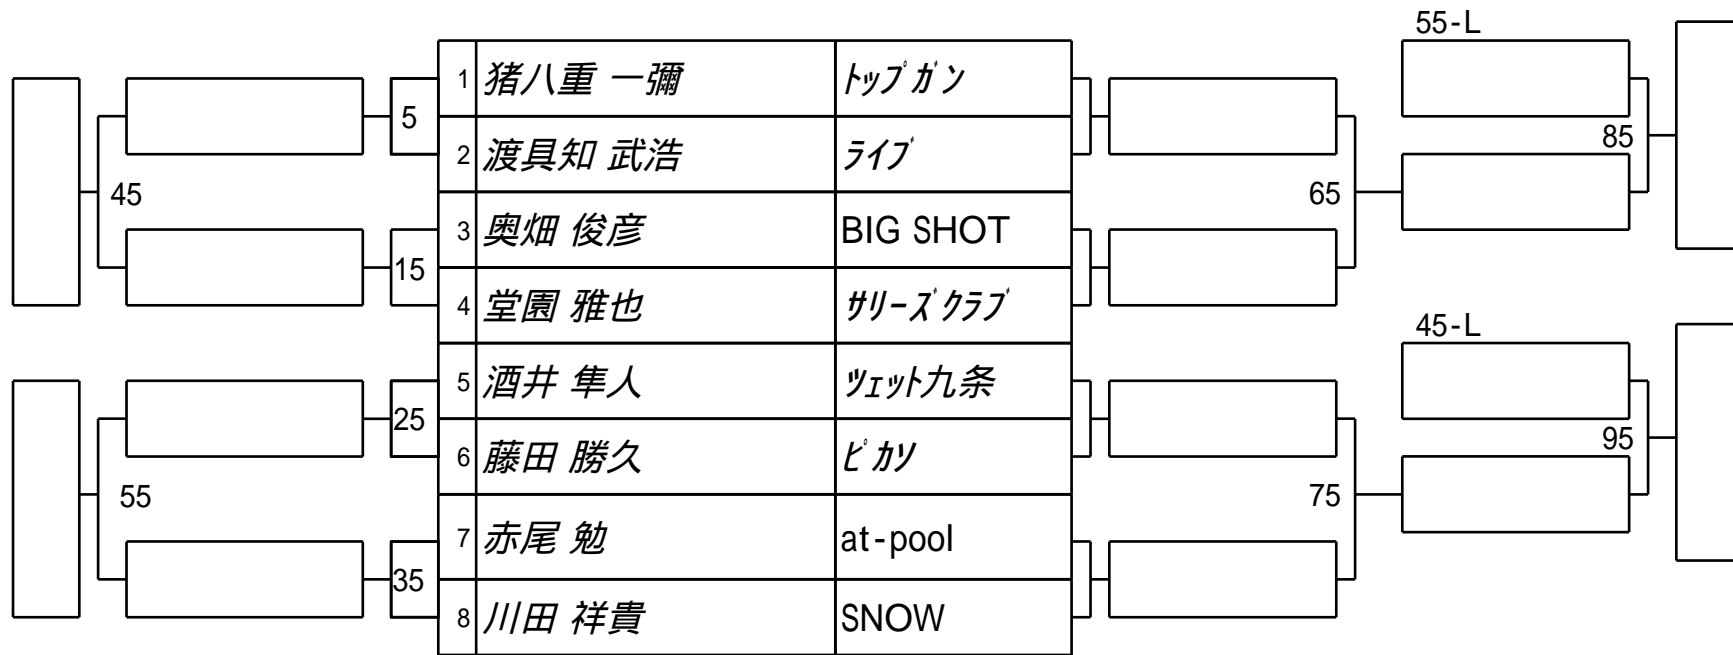 55-L
1 猪八重 一彌 トップガン
5
85
2 渡具知 武浩 ライブ
45
65
3 奥畑 俊彦 BIG SHOT
15
4 堂園 雅也 サリーズクラブ
45-L
5 酒井 隼人 ツェット九条
25
95
6 藤田 勝久 ピカソ
55
75
7 赤尾 勉 at-pool
35
8 川田 祥貴 SNOW